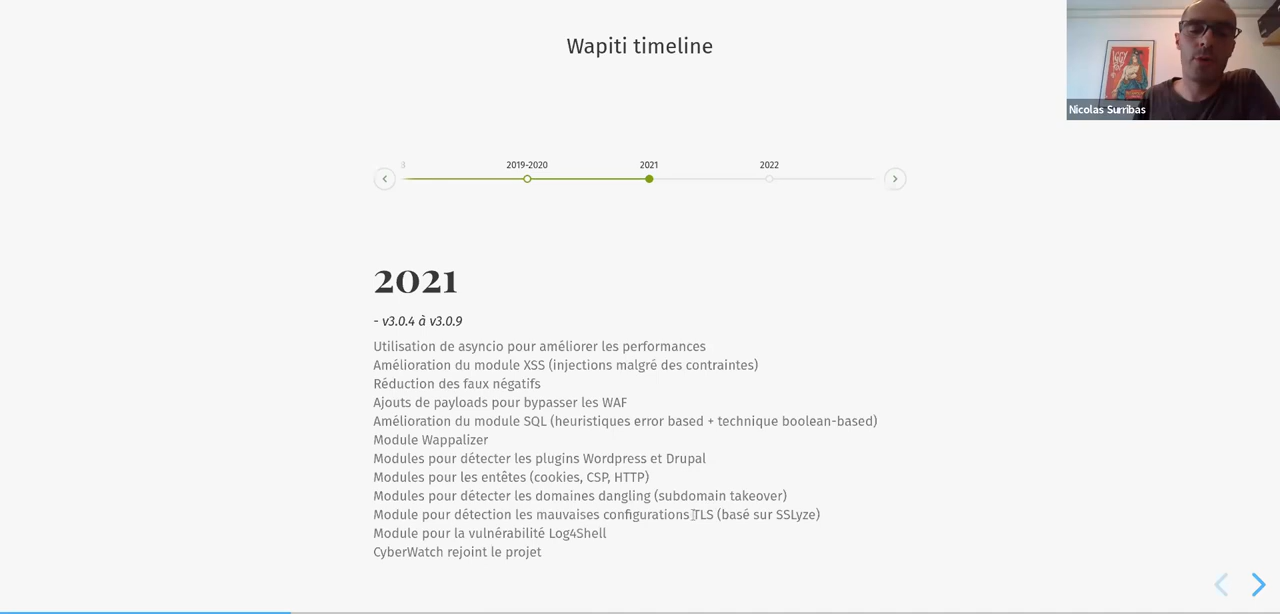 Wapiti timeline
Nicolas Surribas
3
2019-2020
2021
2022
2021
- v3.0.4 à v3.0.9
Utilisation de asyncio pour améliorer les performances
Amélioration du module XSS (injections malgré des contraintes)
Réduction des faux négatifs
Ajouts de payloads pour bypasser les WAF
Amélioration du module SQL (heuristiques error based + technique boolean-based)
Module Wappalizer
Modules pour détecter les plugins Wordpress et Drupal
Modules pour les entêtes (cookies, CSP, HTTP)
Modules pour détecter les domaines dangling (subdomain takeover)
Module pour détection les mauvaises configurations TLS (basé sur SSLyze)
Module pour la vulnérabilité Log4Shell
CyberWatch rejoint le projet